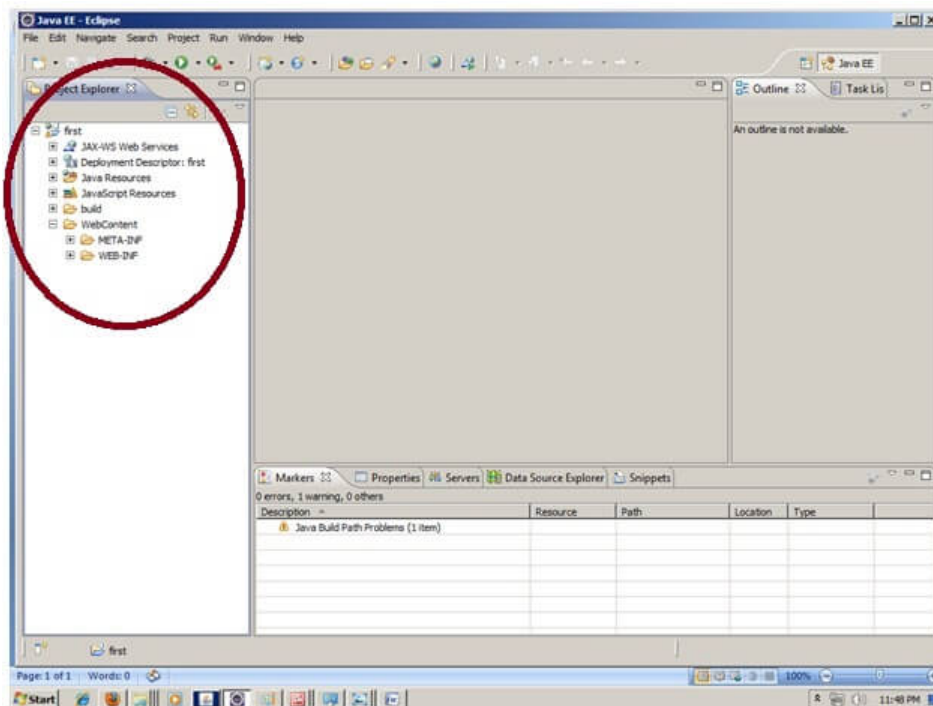 Java EE - Eclipse
File Edit Navigate Search Project Run Window Help
Java EE
Project Explorer
Outline
Task Lis
An outline is not available.
first
JAX-WS Web Services
Deployment Descriptor: first
Java Resources
JavaScript Resources
build
WebContent
META-INF
WEB-INF
Markers Properties Servers Data Source Explorer Snippets
0 errors, 1 warning, 0 others
Description Resource Path Location Type
Java Build Path Problems (1 item)
first
Page: 1 of 1 Words: 0 100%
Start 11:48 PM